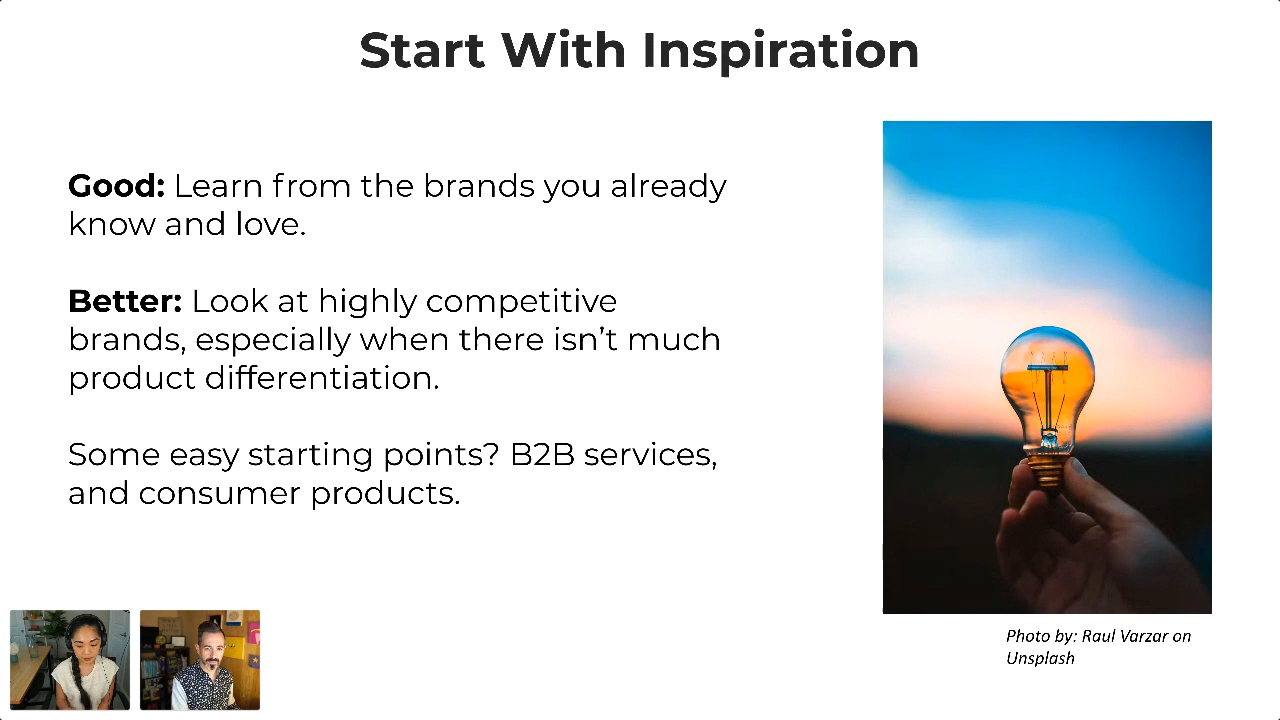 Start With Inspiration
Good: Learn from the brands you already
know and love.
Better: Look at highly competitive
brands, especially when there isn’t much
product differentiation.
Some easy starting points? B2B services,
and consumer products.
Photo by: Raul Varzar on
Unsplash